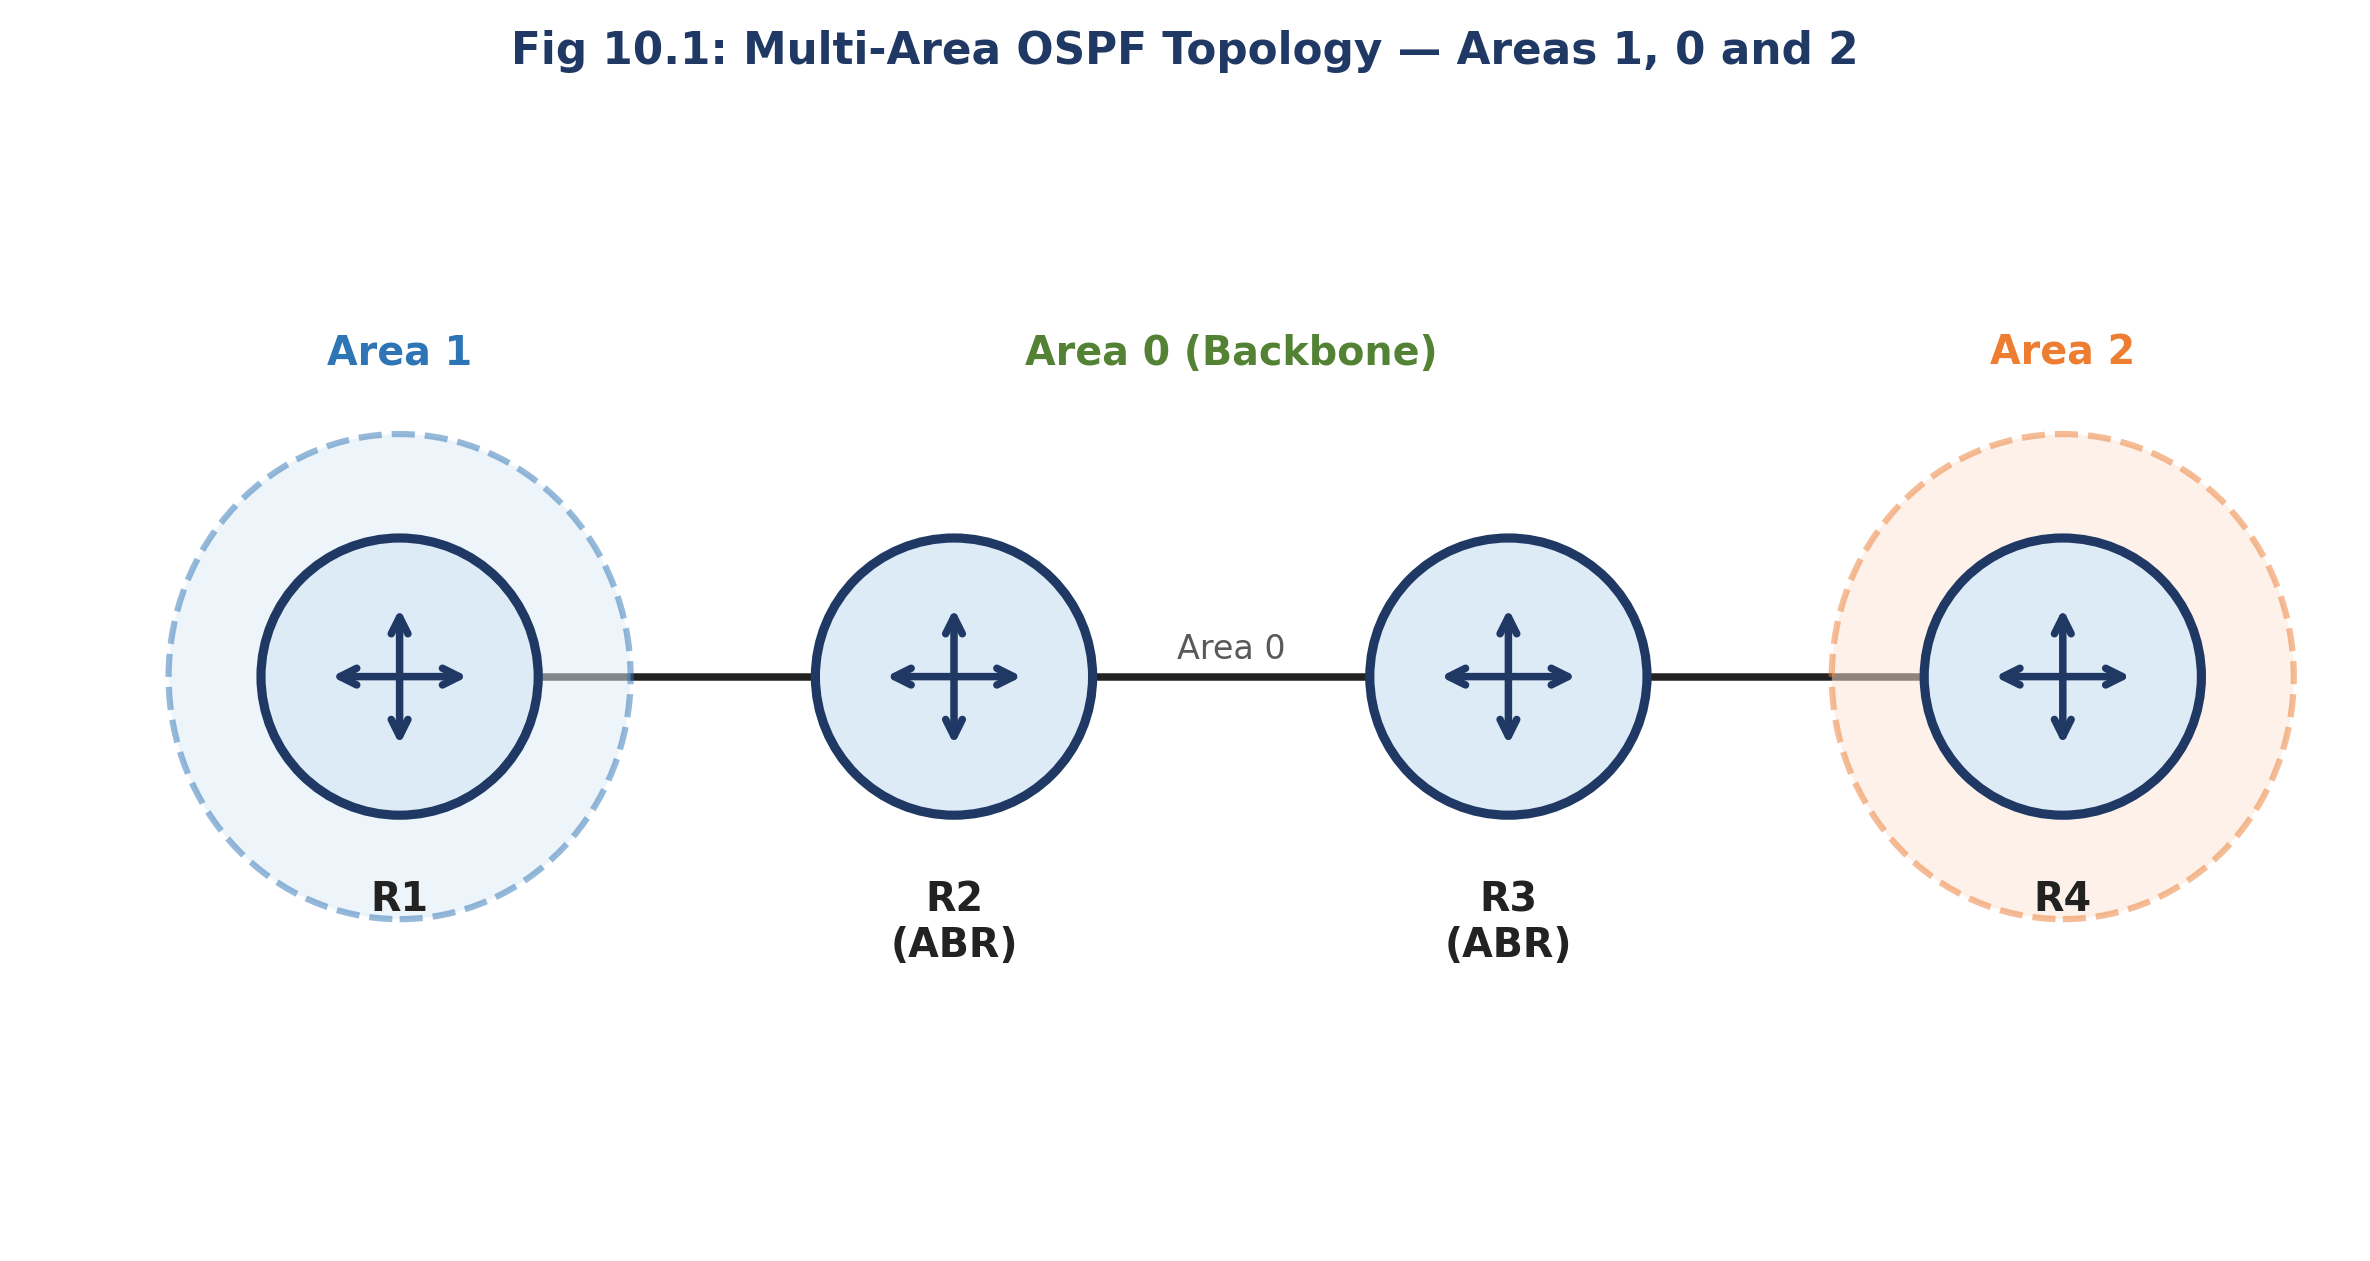 Fig 10.1: Multi-Area OSPF Topology — Areas 1, 0 and 2
Area 1
Area 0 (Backbone)
Area 2
Area 0
R1
R2
(ABR)
R3
(ABR)
R4